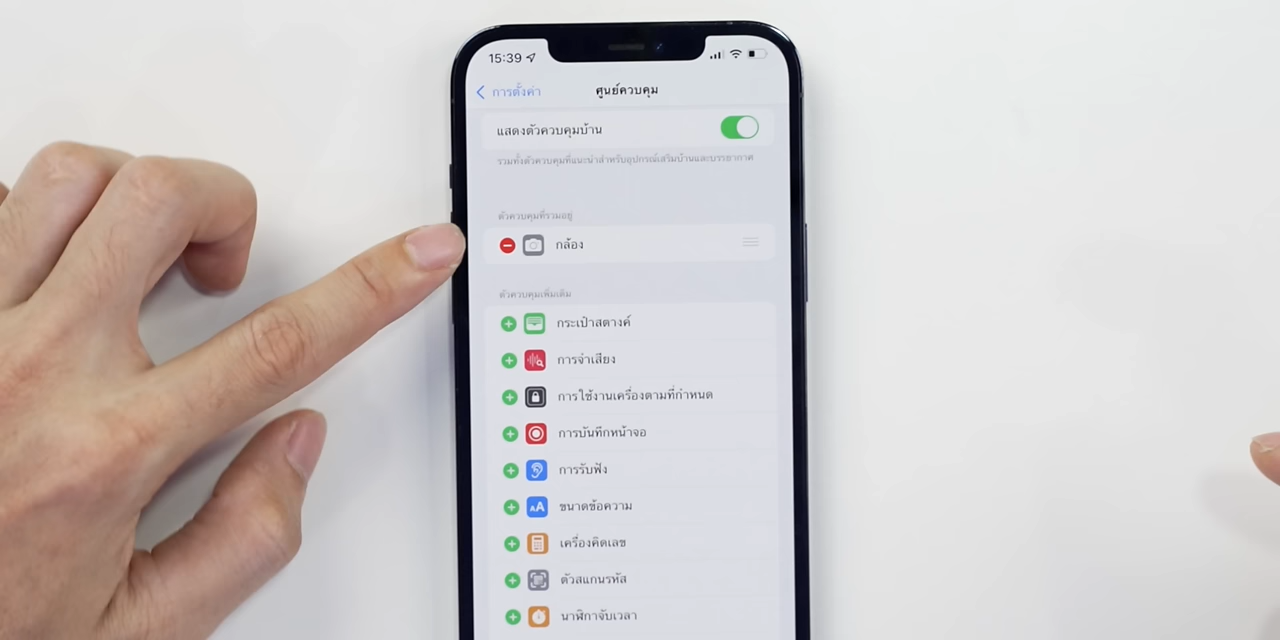 15:39
การตั้งค่า
ศูนย์ควบคุม
แสดงตัวควบคุมบ้าน
รวมทั้งตัวควบคุมที่แนะนำสำหรับอุปกรณ์เสริมบ้านและบรรยากาศ
ตัวควบคุมที่รวมอยู่
กล้อง
ตัวควบคุมเพิ่มเติม
กระเป๋าสตางค์
การจำเสียง
การใช้งานเครื่องตามที่กำหนด
การบันทึกหน้าจอ
การรับฟัง
AA ขนาดข้อความ
เครื่องคิดเลข
ตัวสแกนรหัส
นาฬิกาจับเวลา